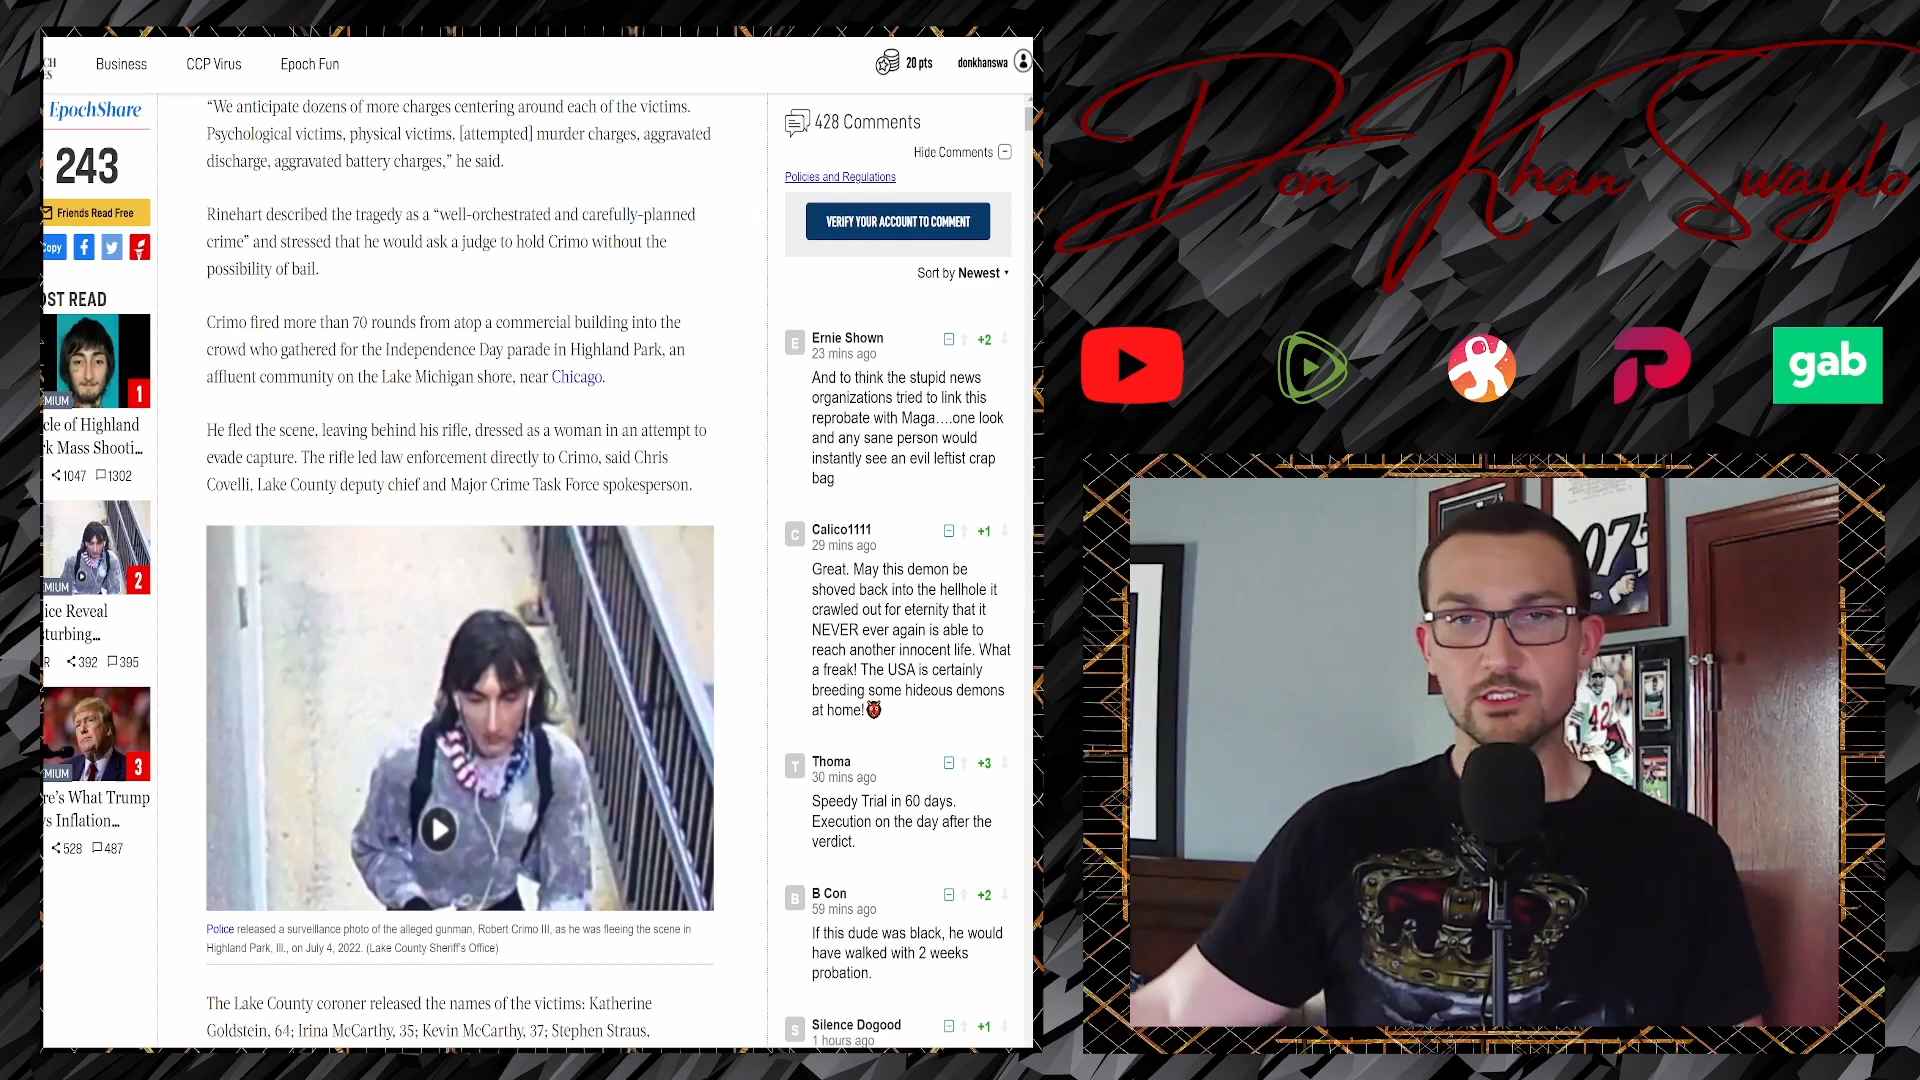 CH
ES
Business
CCP Virus
Epoch Fun
20 pts
donkhanswa
EpochShare
243
Friends Read Free
opy
f
OST READ
MIUM
1
cle of Highland
rk Mass Shooti...
1047
1302
MIUM
2
ice Reveal
sturbing...
R
392
395
MIUM
3
re's What Trump
ys Inflation...
528
487
“We anticipate dozens of more charges centering around each of the victims.
Psychological victims, physical victims, [attempted] murder charges, aggravated
discharge, aggravated battery charges,” he said.
Rinehart described the tragedy as a “well-orchestrated and carefully-planned
crime” and stressed that he would ask a judge to hold Crimo without the
possibility of bail.
Crimo fired more than 70 rounds from atop a commercial building into the
crowd who gathered for the Independence Day parade in Highland Park, an
affluent community on the Lake Michigan shore, near Chicago.
He fled the scene, leaving behind his rifle, dressed as a woman in an attempt to
evade capture. The rifle led law enforcement directly to Crimo, said Chris
Covelli, Lake County deputy chief and Major Crime Task Force spokesperson.
Police released a surveillance photo of the alleged gunman, Robert Crimo III, as he was fleeing the scene in
Highland Park, Ill., on July 4, 2022. (Lake County Sheriff's Office)
The Lake County coroner released the names of the victims: Katherine
Goldstein, 64; Irina McCarthy, 35; Kevin McCarthy, 37; Stephen Straus,
428 Comments
Hide Comments
Policies and Regulations
VERIFY YOUR ACCOUNT TO COMMENT
Sort by Newest
E
Ernie Shown
+2
23 mins ago
And to think the stupid news
organizations tried to link this
reprobate with Maga....one look
and any sane person would
instantly see an evil leftist crap
bag
C
Calico1111
+1
29 mins ago
Great. May this demon be
shoved back into the hellhole it
crawled out for eternity that it
NEVER ever again is able to
reach another innocent life. What
a freak! The USA is certainly
breeding some hideous demons
at home!👹
T
Thoma
+3
30 mins ago
Speedy Trial in 60 days.
Execution on the day after the
verdict.
B
B Con
+2
59 mins ago
If this dude was black, he would
have walked with 2 weeks
probation.
S
Silence Dogood
+1
1 hours ago
Don Khan Swaylo
gab
007
42